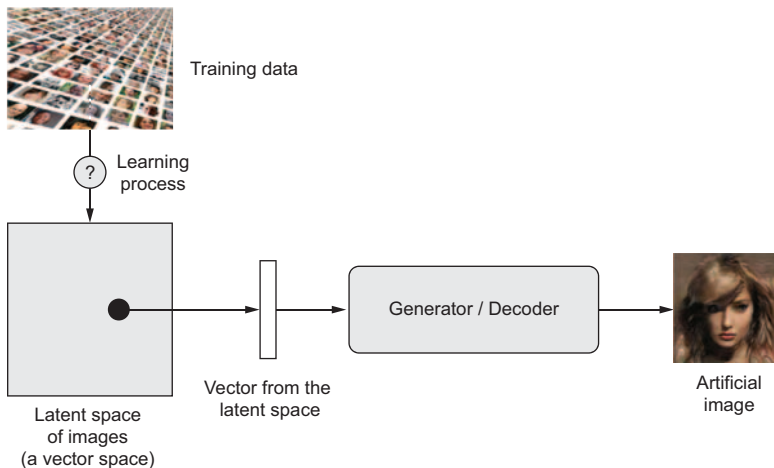 Training data
?
Learning
process
Generator / Decoder
Vector from the
latent space
Artificial
image
Latent space
of images
(a vector space)